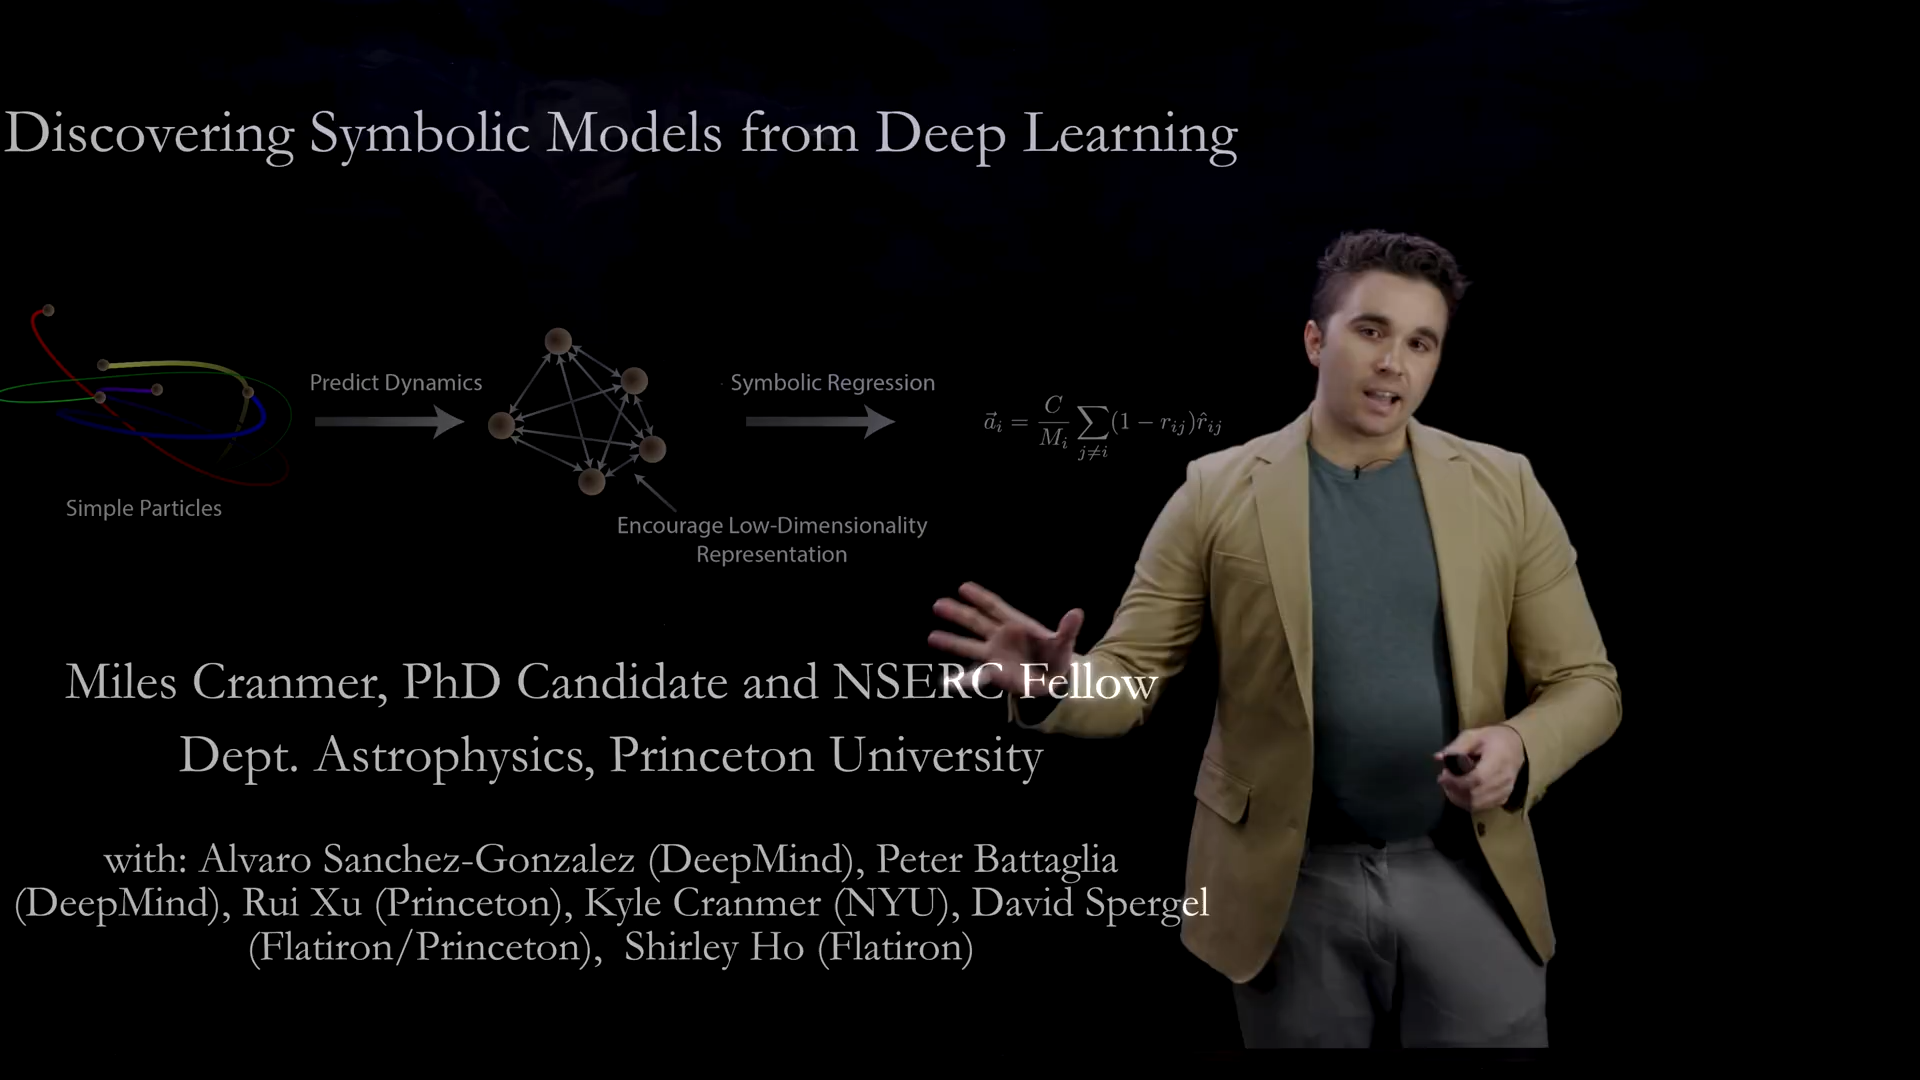 Discovering Symbolic Models from Deep Learning
Predict Dynamics
Symbolic Regression
$\vec{a}_i = \frac{C}{M_i} \sum_{j \neq i} (1 - r_{ij}) \hat{r}_{ij}$
Simple Particles
Encourage Low-Dimensionality
Representation
Miles Cranmer, PhD Candidate and NSERC Fellow
Dept. Astrophysics, Princeton University
with: Alvaro Sanchez-Gonzalez (DeepMind), Peter Battaglia
(DeepMind), Rui Xu (Princeton), Kyle Cranmer (NYU), David Spergel
(Flatiron/Princeton), Shirley Ho (Flatiron)